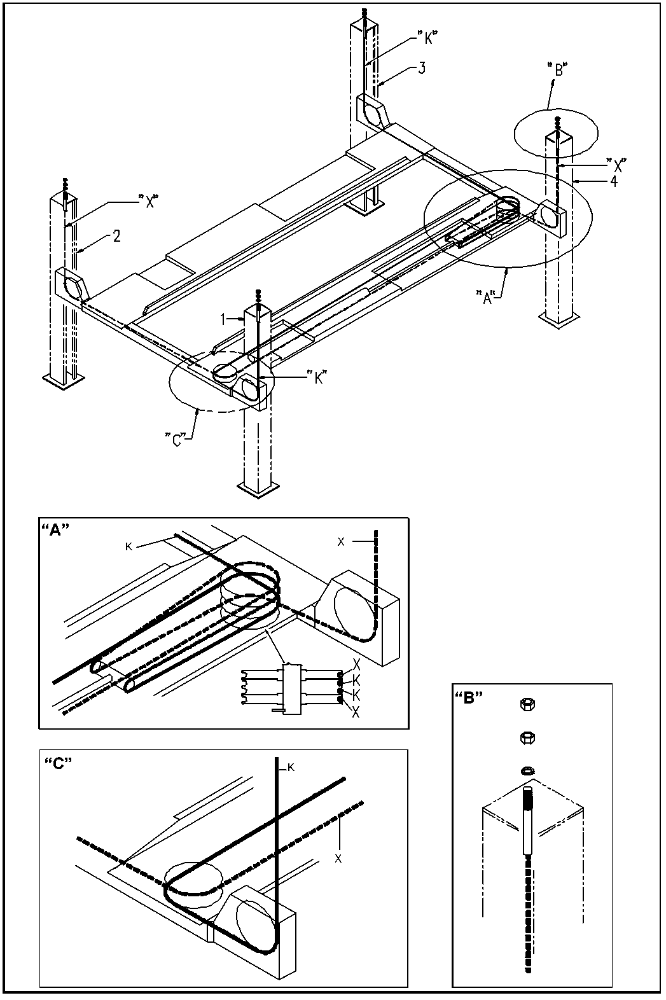 "K"
3
"B"
"X"
4
"X"
2
"A"
1
"K"
"C"
“A”
K
X
X
K
K
X
“B”
“C”
K
X